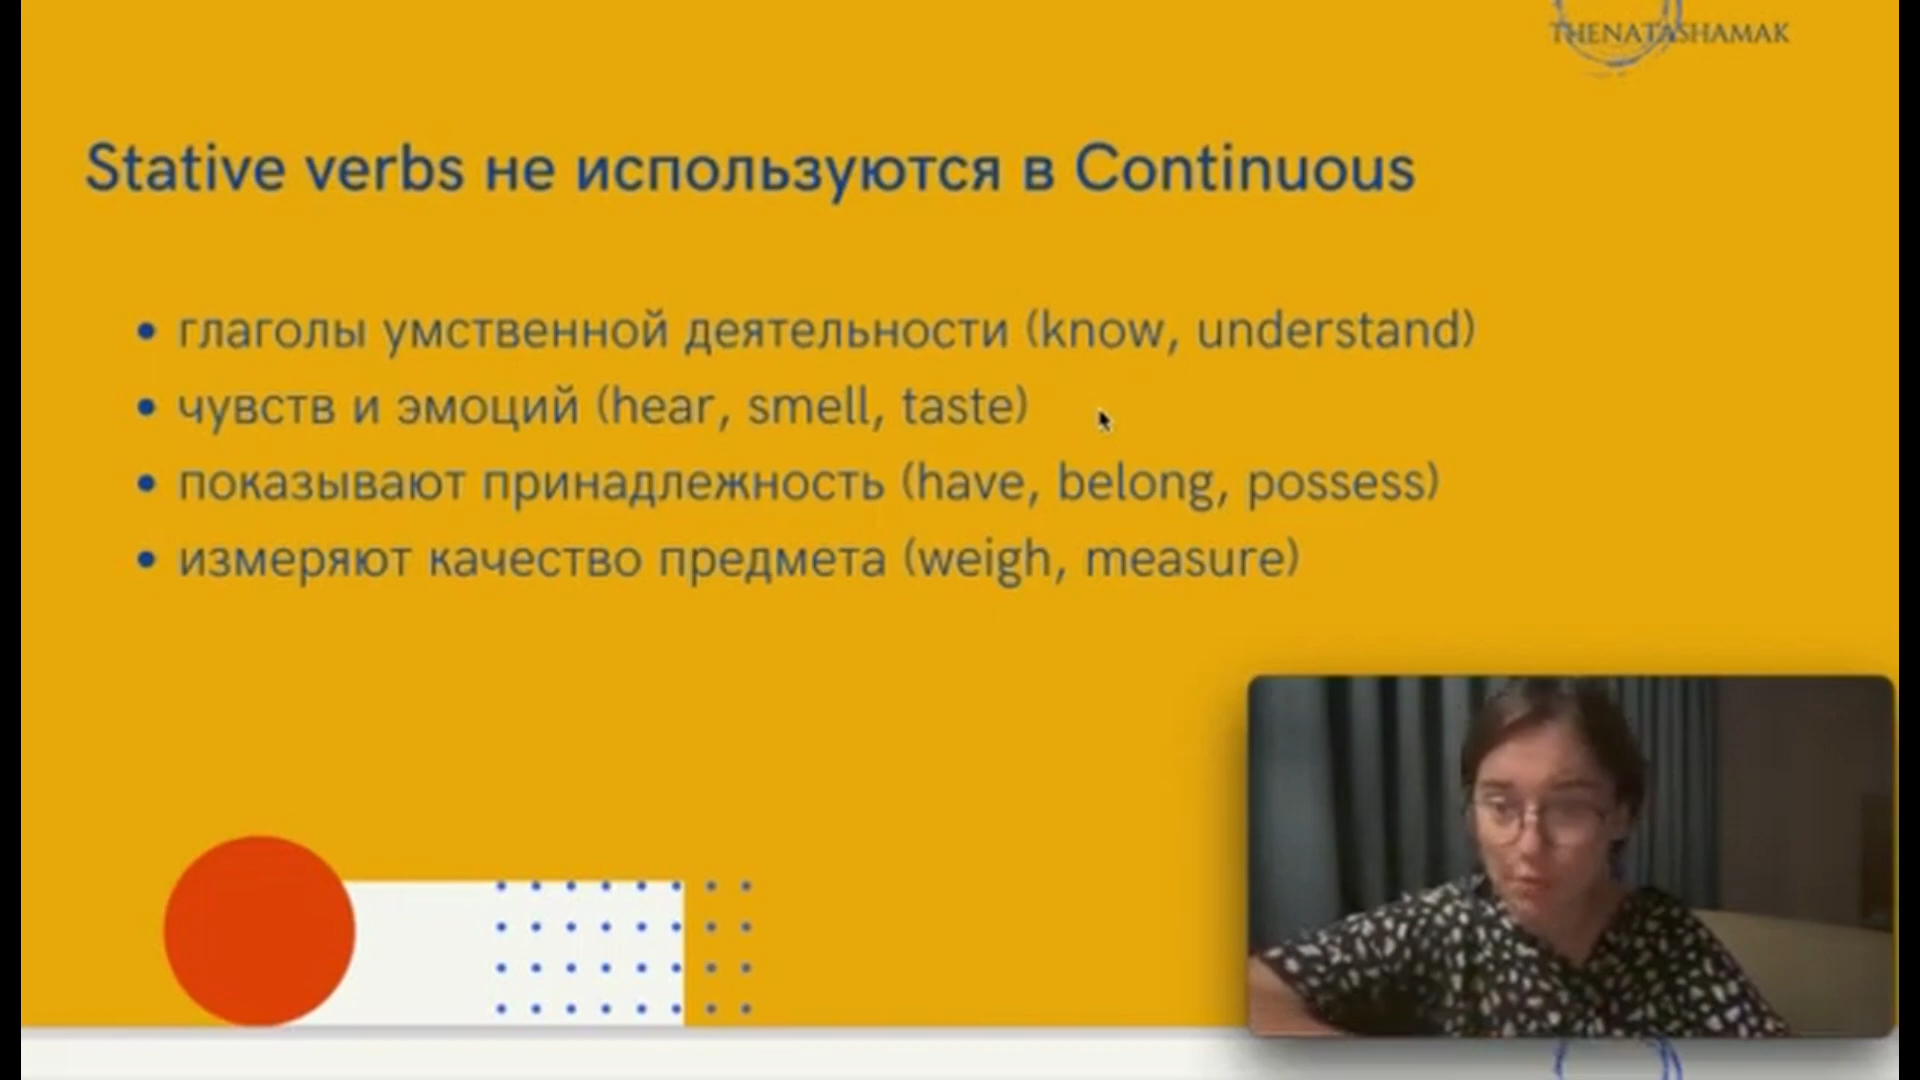 THENATASHAMAK
Stative verbs не используются в Continuous
• глаголы умственной деятельности (know, understand)
• чувств и эмоций (hear, smell, taste)
• показывают принадлежность (have, belong, possess)
• измеряют качество предмета (weigh, measure)